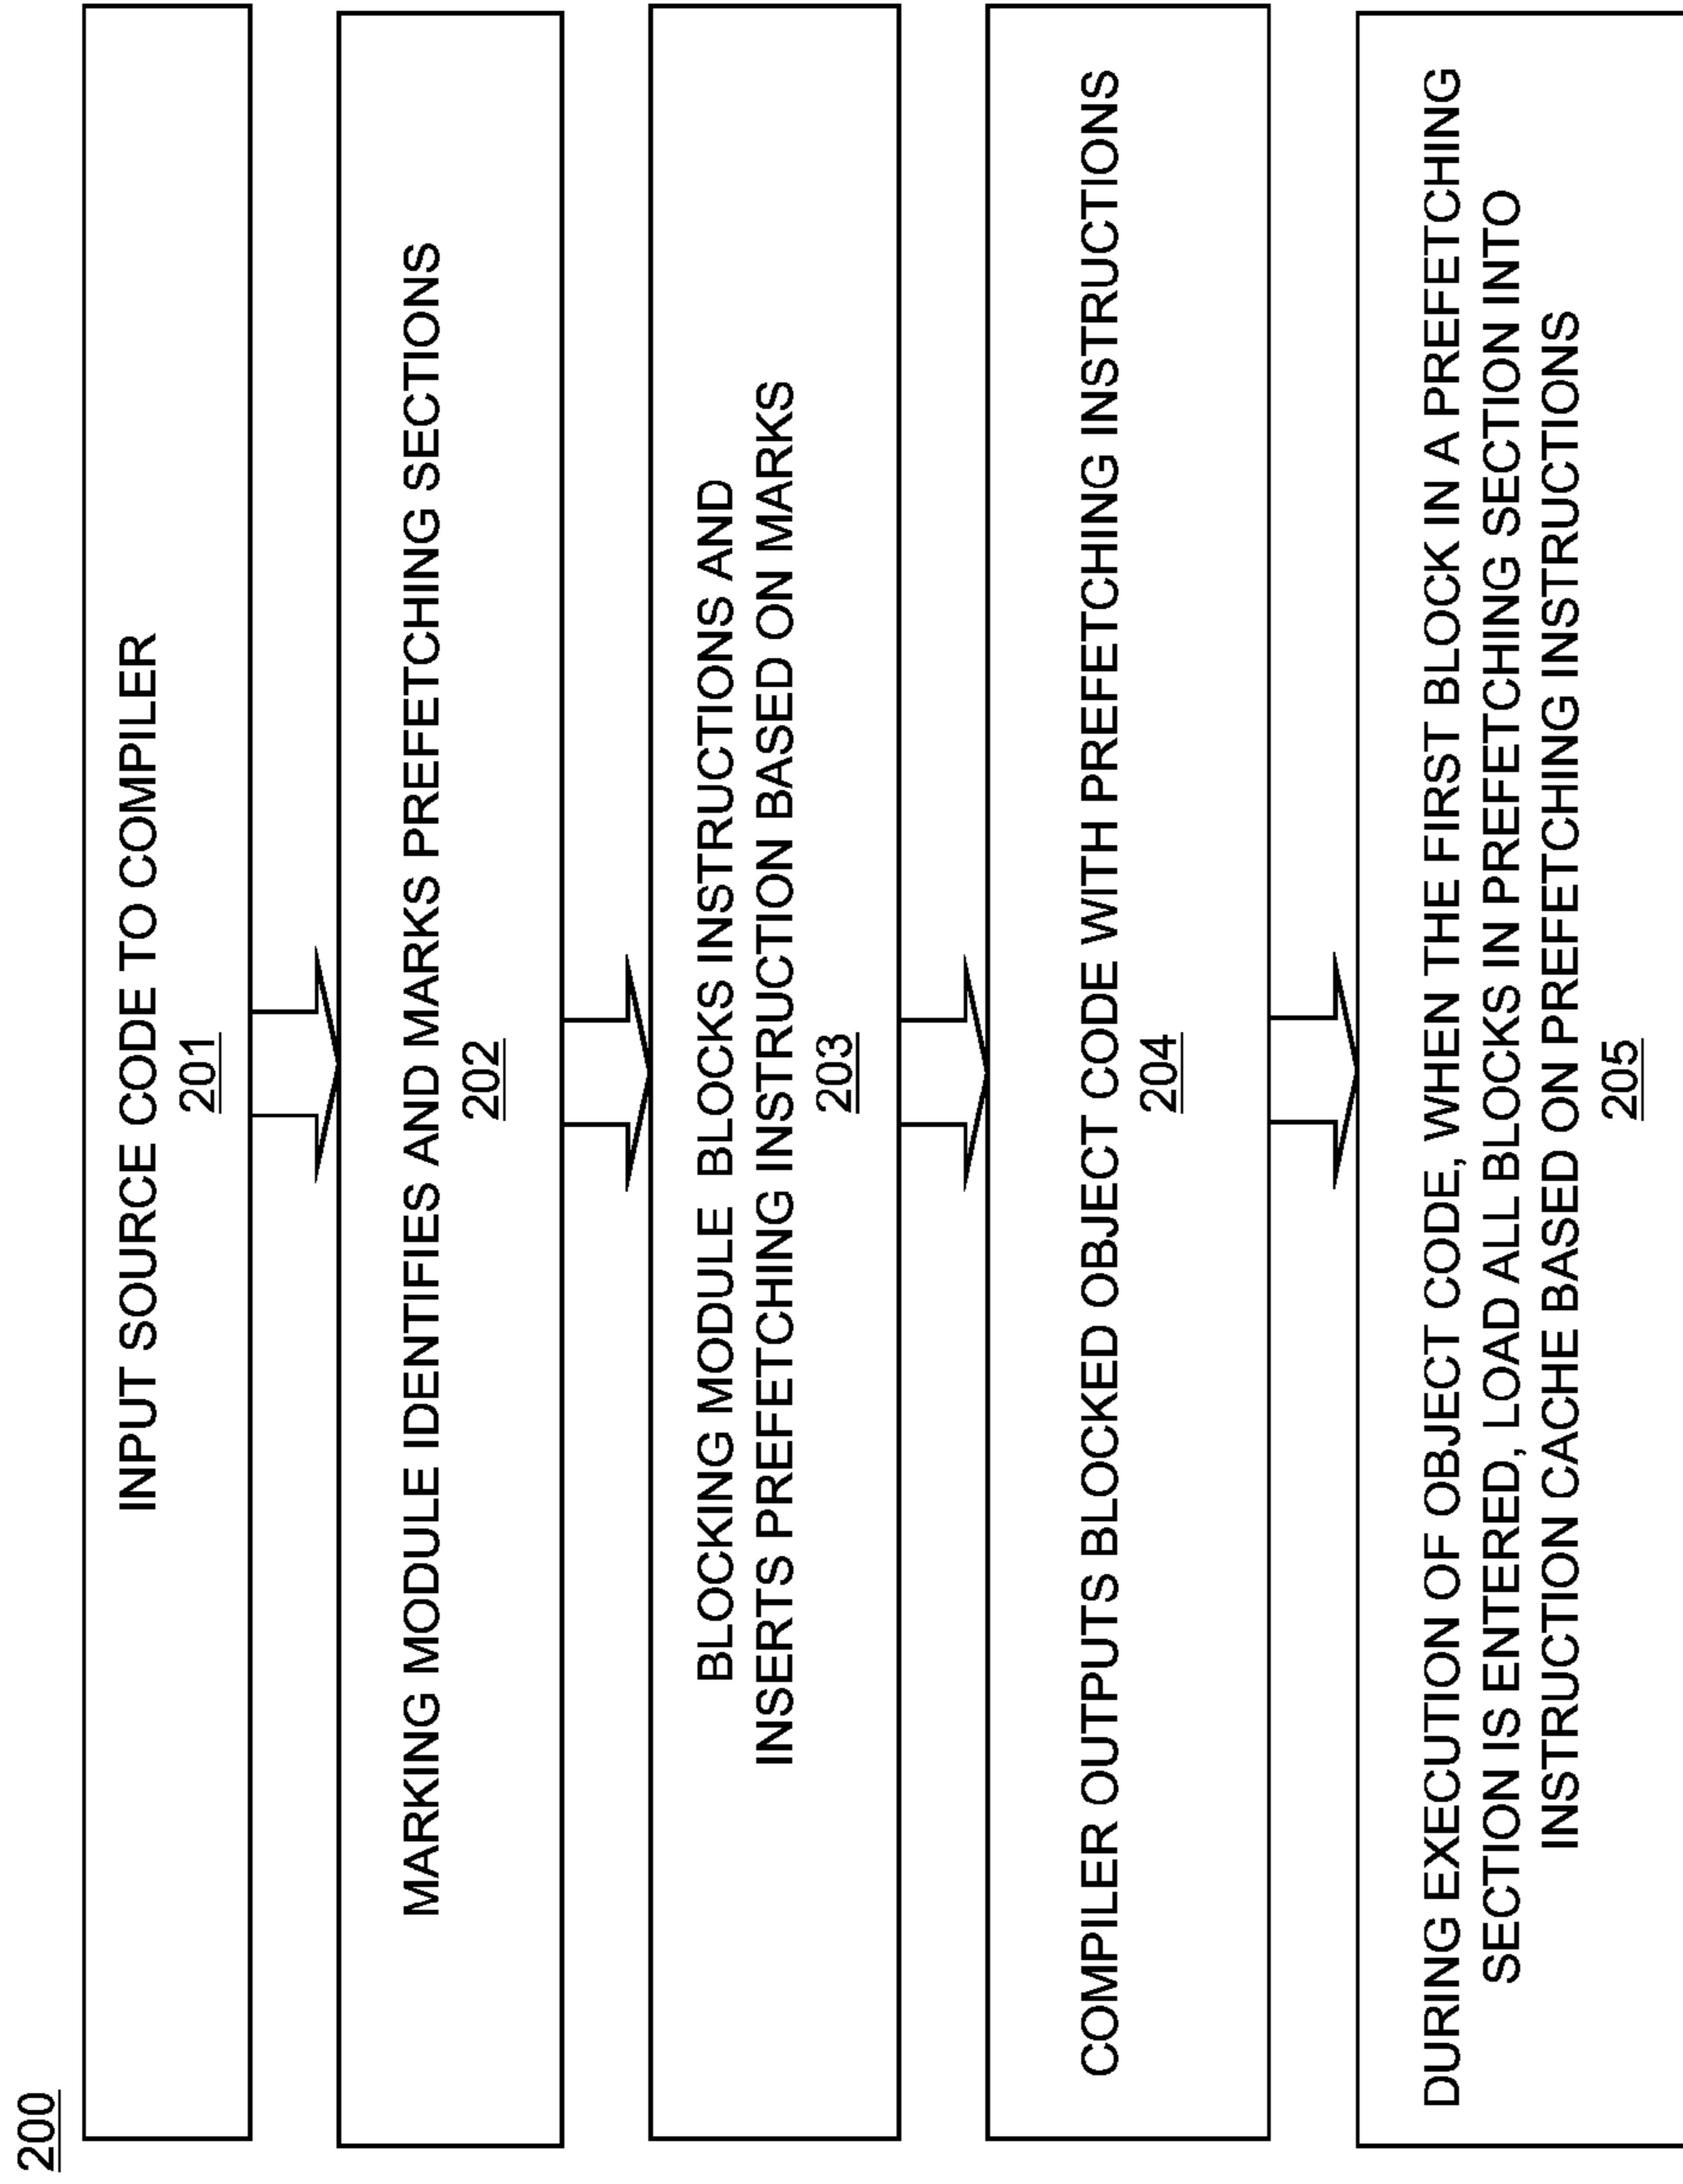 200
INPUT SOURCE CODE TO COMPILER
201
MARKING MODULE IDENTIFIES AND MARKS PREFETCHING SECTIONS
202
BLOCKING MODULE BLOCKS INSTRUCTIONS AND
INSERTS PREFETCHING INSTRUCTION BASED ON MARKS
203
COMPILER OUTPUTS BLOCKED OBJECT CODE WITH PREFETCHING INSTRUCTIONS
204
DURING EXECUTION OF OBJECT CODE, WHEN THE FIRST BLOCK IN A PREFETCHING
SECTION IS ENTERED, LOAD ALL BLOCKS IN PREFETCHING SECTION INTO
INSTRUCTION CACHE BASED ON PREFETCHING INSTRUCTIONS
205